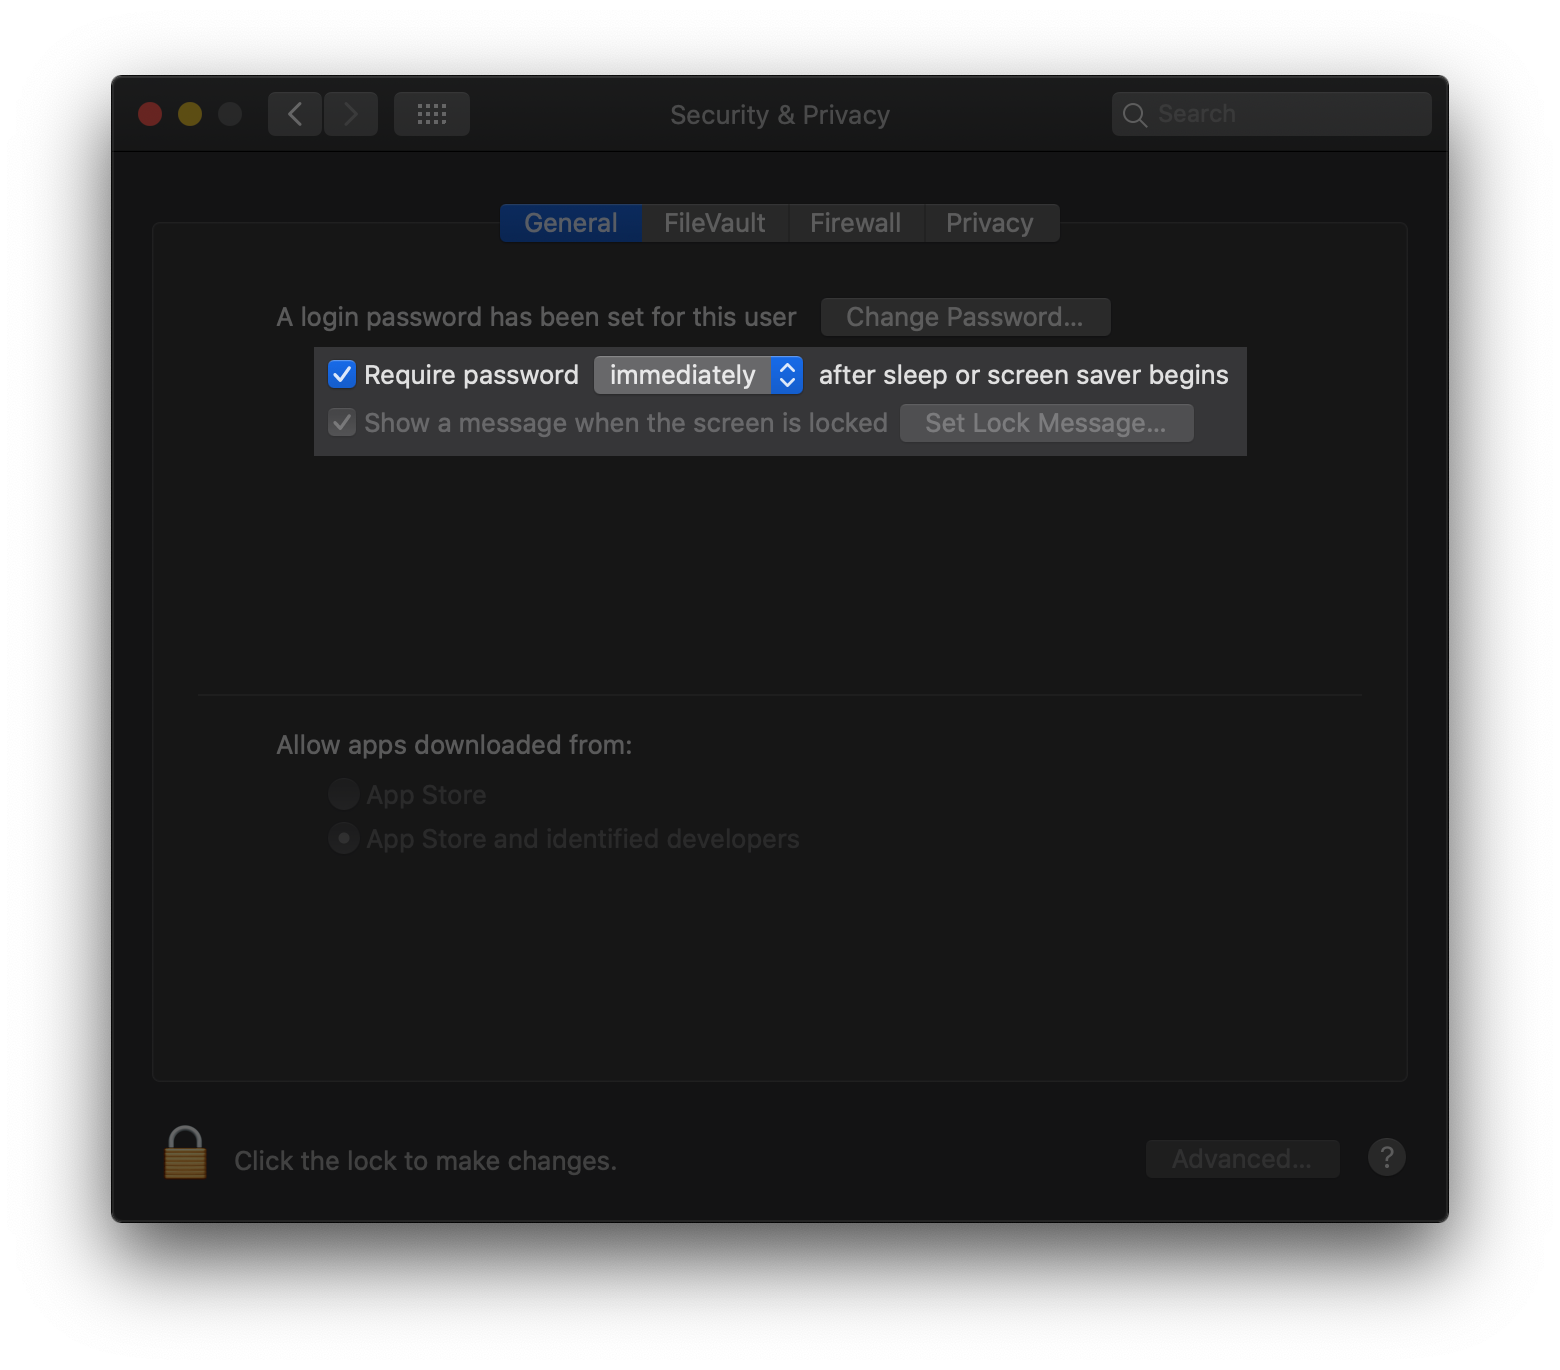 Security & Privacy
Search
General FileVault Firewall Privacy
A login password has been set for this user Change Password...
Require password immediately after sleep or screen saver begins
Show a message when the screen is locked Set Lock Message...
Allow apps downloaded from:
App Store
App Store and identified developers
Click the lock to make changes.
Advanced...
?